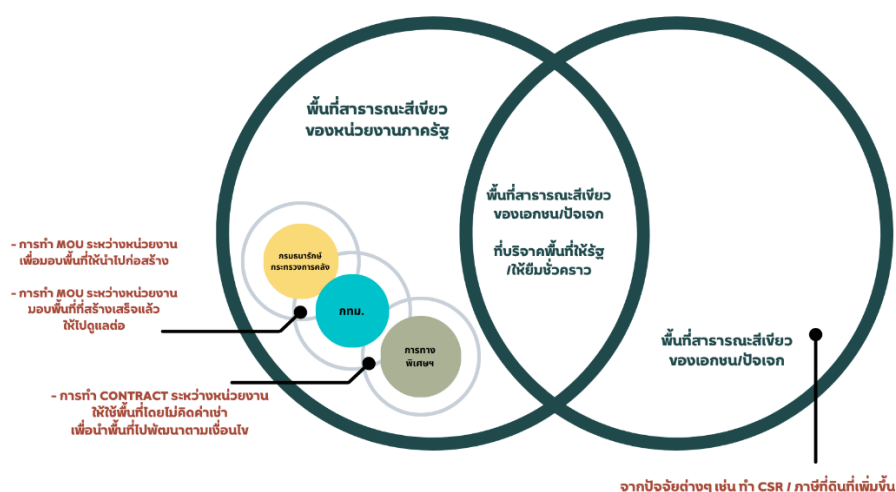 พื้นที่สาธารณะสีเขียว
ของหน่วยงานภาครัฐ
พื้นที่สาธารณะสีเขียว
ของเอกชน/ปัจเจก
ที่บริจาคพื้นที่ให้รัฐ
/ให้ยืมชั่วคราว
- การทำ MOU ระหว่างหน่วยงาน
เพื่อมอบพื้นที่ให้นำไปก่อสร้าง
- การทำ MOU ระหว่างหน่วยงาน
มอบพื้นที่ที่สร้างเสร็จแล้ว
ให้ไปดูแลต่อ
กรมธนารักษ์
กระทรวงการคลัง
กทม.
การทาง
พิเศษฯ
พื้นที่สาธารณะสีเขียว
ของเอกชน/ปัจเจก
- การทำ CONTRACT ระหว่างหน่วยงาน
ให้ใช้พื้นที่โดยไม่คิดค่าเช่า
เพื่อนำพื้นที่ไปพัฒนาตามเงื่อนไข
จากปัจจัยต่างๆ เช่น ทำ CSR / ภาษีที่ดินที่เพิ่มขึ้น